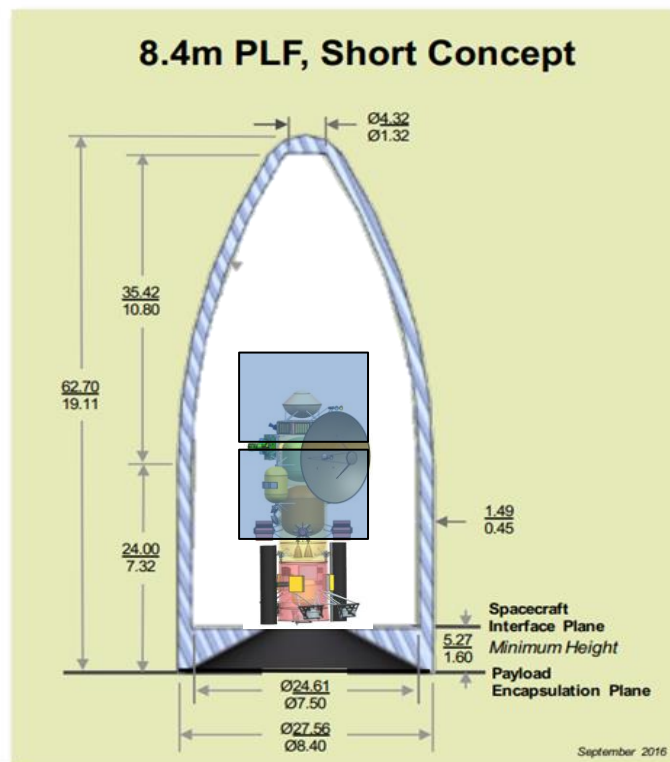 8.4m PLF, Short Concept
Ø4.32
Ø1.32
35.42
10.80
62.70
19.11
24.00
7.32
1.49
0.45
Spacecraft
Interface Plane
5.27
1.60
Minimum Height
Payload
Encapsulation Plane
Ø24.61
Ø7.50
Ø27.56
Ø8.40
September 2016